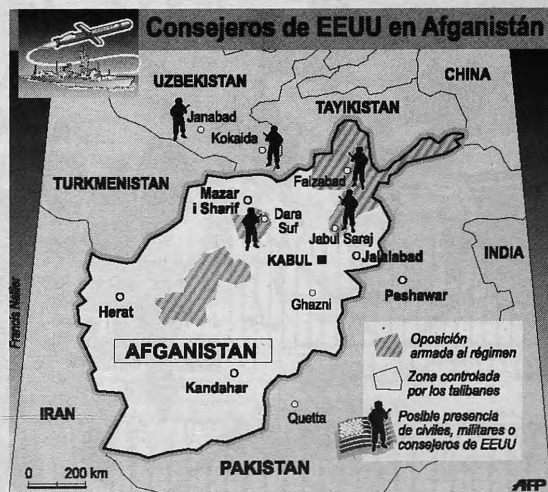 Consejeros de EEUU en Afganistán
UZBEKISTAN
CHINA
Janabad
TAYIKISTAN
Kokaida
TURKMENISTAN
Faizabad
Mazar
i Sharif
Dara
Suf
Jabul Saraj
INDIA
KABUL
Jalalabad
Peshawar
Ghazni
Herat
AFGANISTAN
Kandahar
IRAN
Quetta
PAKISTAN
Oposición
armada al régimen
Zona controlada
por los talibanes
Posible presencia
de civiles, militares o
consejeros de EEUU
0 200 km
AFP